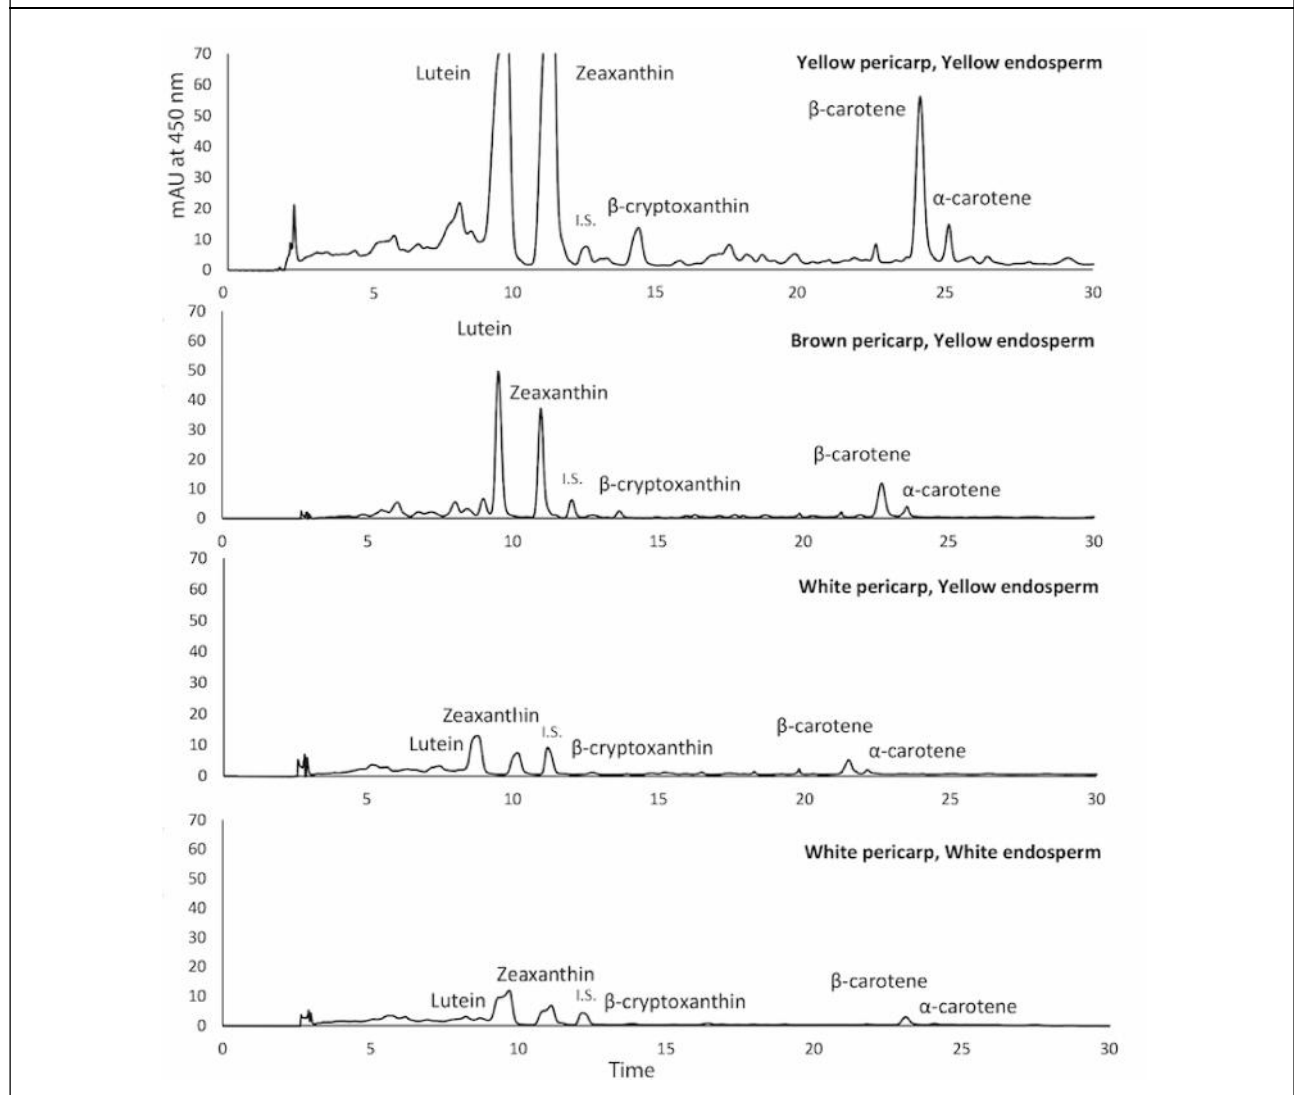 70
Lutein
Zeaxanthin
Yellow pericarp, Yellow endosperm
mAU at 450 nm
60
50
β-carotene
40
30
20
I.S.
β-cryptoxanthin
α-carotene
10
0
0 5 10 15 20 25 30
70
Lutein
60
Brown pericarp, Yellow endosperm
50
40
Zeaxanthin
30
20
β-carotene
10
I.S.
β-cryptoxanthin
α-carotene
0
0 5 10 15 20 25 30
70
60
White pericarp, Yellow endosperm
50
40
30
20
Zeaxanthin
I.S.
β-carotene
10
Lutein
β-cryptoxanthin
α-carotene
0
5 10 15 20 25 30
70
60
White pericarp, White endosperm
50
40
30
20
Zeaxanthin
β-carotene
10
Lutein
I.S.
β-cryptoxanthin
α-carotene
0
0 5 10 15 20 25 30
Time